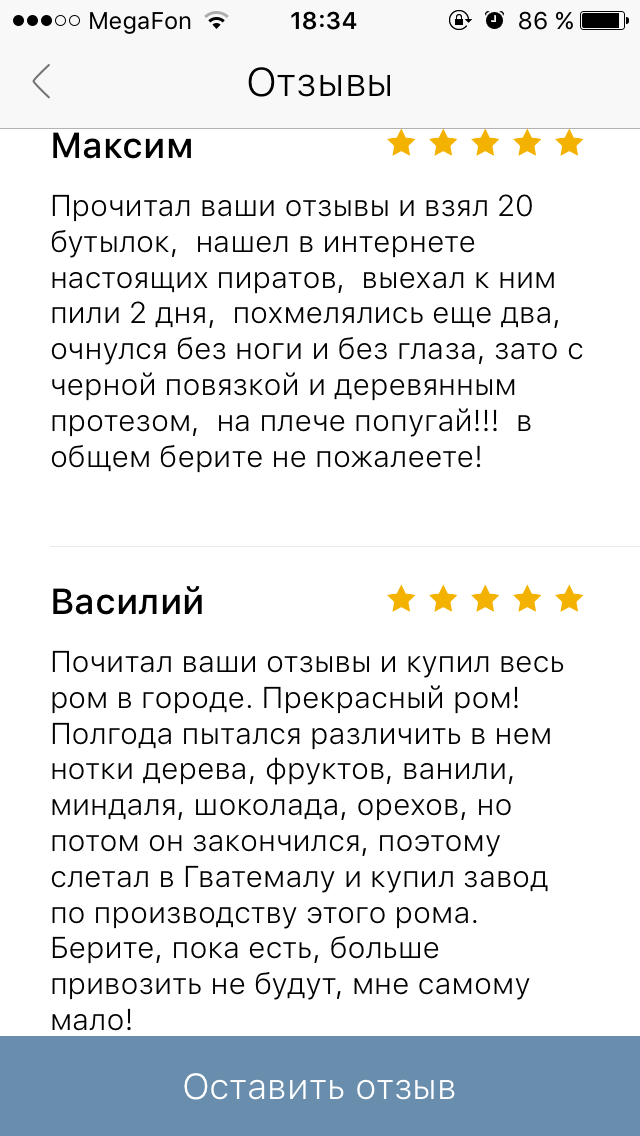 MegaFon 18:34 86 %
Отзывы
Максим
Прочитал ваши отзывы и взял 20
бутылок,  нашел в интернете
настоящих пиратов,  выехал к ним
пили 2 дня,  похмелялись еще два,
очнулся без ноги и без глаза, зато с
черной повязкой и деревянным
протезом,  на плече попугай!!!  в
общем берите не пожалеете!
Василий
Почитал ваши отзывы и купил весь
ром в городе. Прекрасный ром!
Полгода пытался различить в нем
нотки дерева, фруктов, ванили,
миндаля, шоколада, орехов, но
потом он закончился, поэтому
слетал в Гватемалу и купил завод
по производству этого рома.
Берите, пока есть, больше
привозить не будут, мне самому
мало!
Оставить отзыв